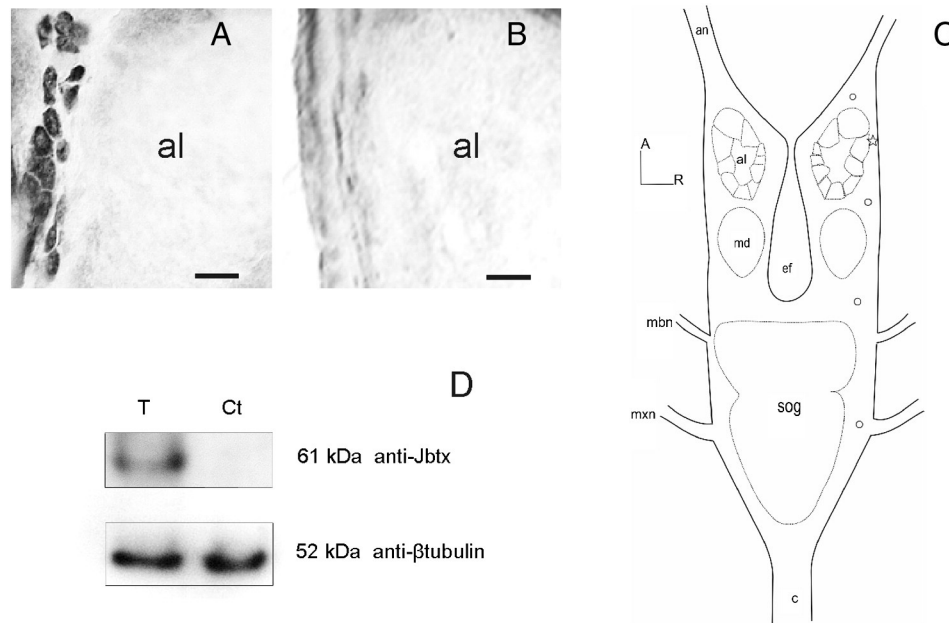 A
al
B
al
C
an
A
R
al
md
ef
mbn
sog
mxn
c
D
T Ct
61 kDa anti-Jbtx
52 kDa anti-βtubulin